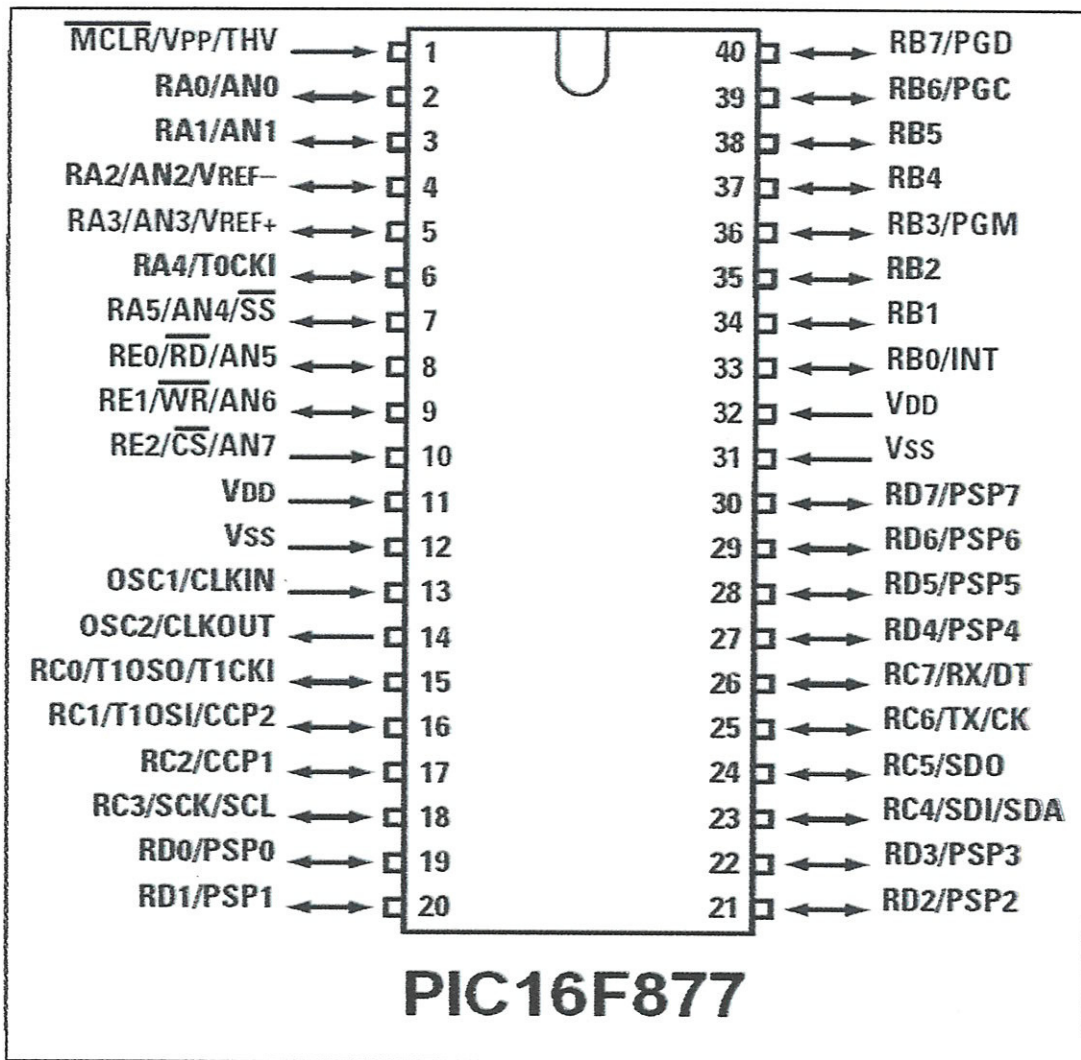 M̅C̅L̅R̅/VPP/THV 1
RA0/AN0 2
RA1/AN1 3
RA2/AN2/VREF– 4
RA3/AN3/VREF+ 5
RA4/T0CKI 6
RA5/AN4/S̅S̅ 7
RE0/R̅D̅/AN5 8
RE1/W̅R̅/AN6 9
RE2/C̅S̅/AN7 10
VDD 11
VSS 12
OSC1/CLKIN 13
OSC2/CLKOUT 14
RC0/T1OSO/T1CKI 15
RC1/T1OSI/CCP2 16
RC2/CCP1 17
RC3/SCK/SCL 18
RD0/PSP0 19
RD1/PSP1 20
40 RB7/PGD
39 RB6/PGC
38 RB5
37 RB4
36 RB3/PGM
35 RB2
34 RB1
33 RB0/INT
32 VDD
31 VSS
30 RD7/PSP7
29 RD6/PSP6
28 RD5/PSP5
27 RD4/PSP4
26 RC7/RX/DT
25 RC6/TX/CK
24 RC5/SDO
23 RC4/SDI/SDA
22 RD3/PSP3
21 RD2/PSP2
PIC16F877